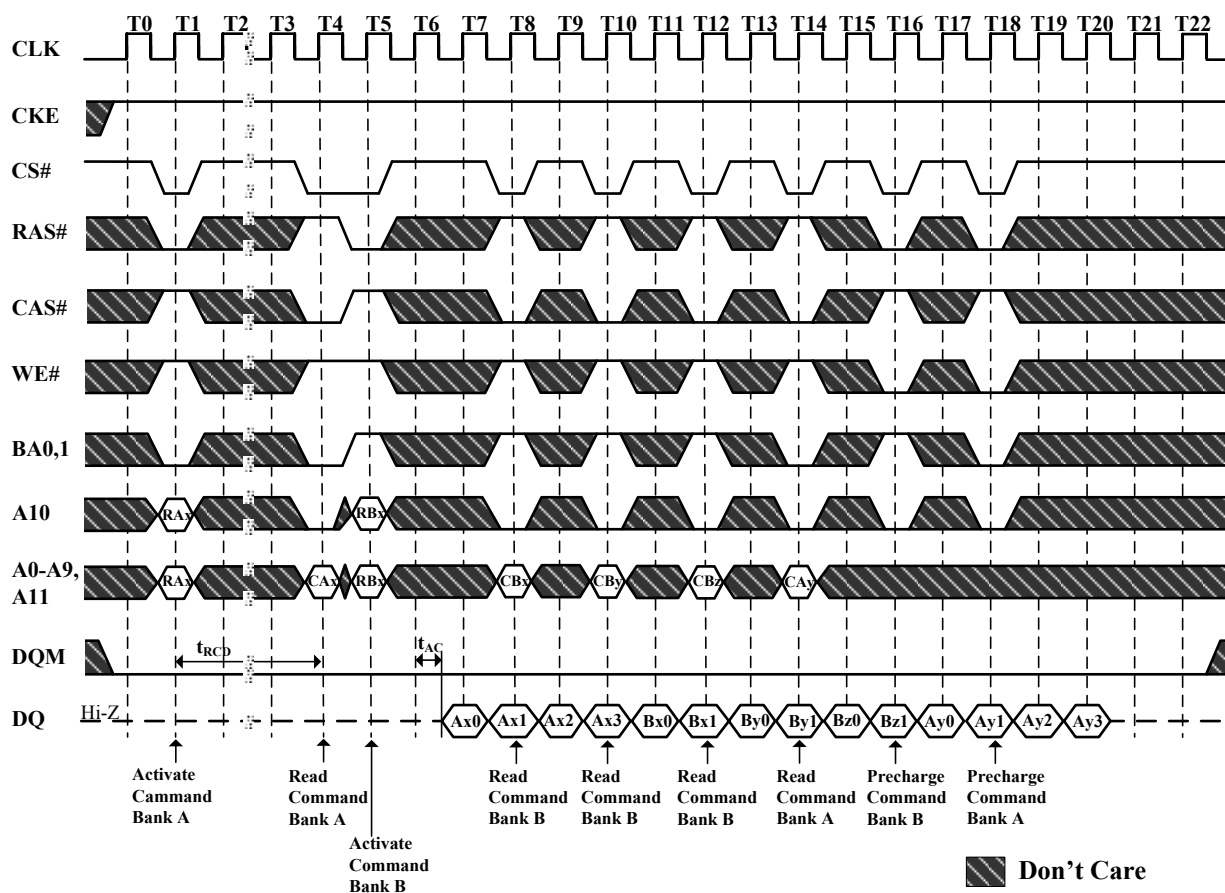 T0 T1 T2 T3 T4 T5 T6 T7 T8 T9 T10 T11 T12 T13 T14 T15 T16 T17 T18 T19 T20 T21 T22
CLK
CKE
CS#
RAS#
CAS#
WE#
BA0,1
A10 RAx RBx
A0-A9,
A11
RAx CAx RBx CBx CBy CBz CAy
DQM
tRCD tAC
DQ
Hi-Z
Ax0 Ax1 Ax2 Ax3 Bx0 Bx1 By0 By1 Bz0 Bz1 Ay0 Ay1 Ay2 Ay3
Activate
Cammand
Bank A
Read
Command
Bank A
Activate
Command
Bank B
Read
Command
Bank B
Read
Command
Bank B
Read
Command
Bank B
Read
Command
Bank A
Precharge
Command
Bank B
Precharge
Command
Bank A
Don't Care